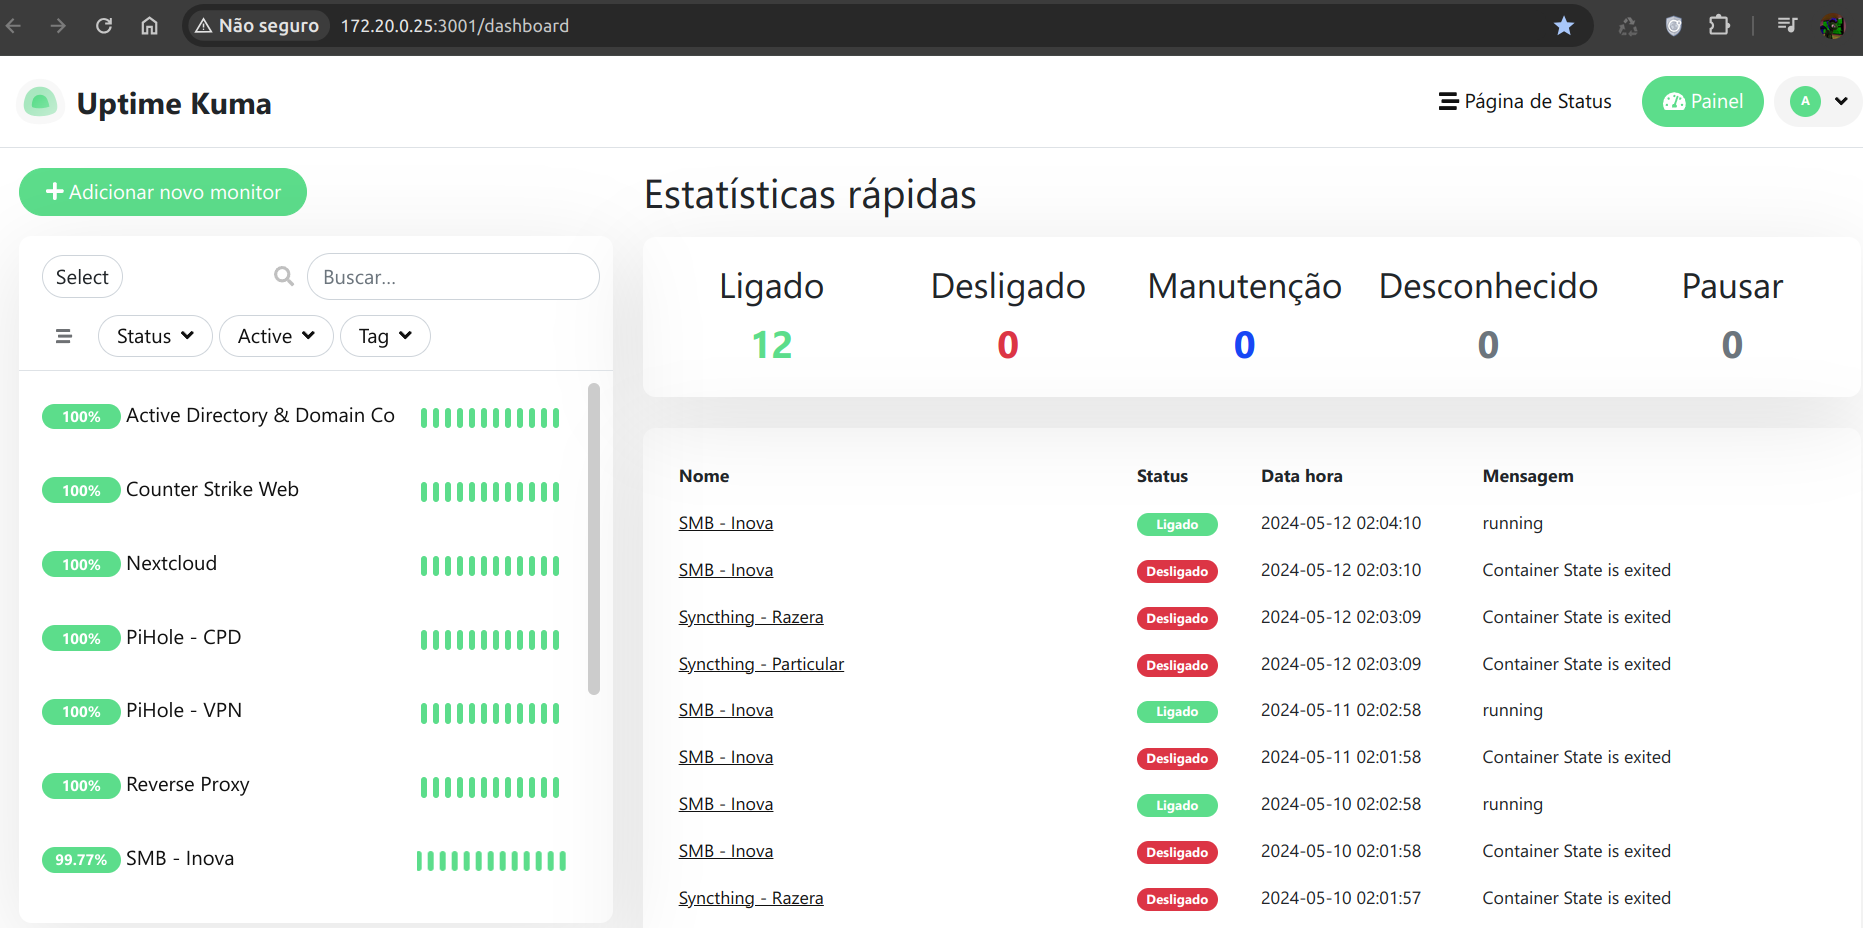 Não seguro 172.20.0.25:3001/dashboard
Uptime Kuma
Página de Status
Painel
A
Adicionar novo monitor
Select
Buscar...
Status
Active
Tag
100% Active Directory & Domain Co
100% Counter Strike Web
100% Nextcloud
100% PiHole - CPD
100% PiHole - VPN
100% Reverse Proxy
99.77% SMB - Inova
Estatísticas rápidas
Ligado Desligado Manutenção Desconhecido Pausar
12 0 0 0 0
Nome Status Data hora Mensagem
SMB - Inova Ligado 2024-05-12 02:04:10 running
SMB - Inova Desligado 2024-05-12 02:03:10 Container State is exited
Syncthing - Razera Desligado 2024-05-12 02:03:09 Container State is exited
Syncthing - Particular Desligado 2024-05-12 02:03:09 Container State is exited
SMB - Inova Ligado 2024-05-11 02:02:58 running
SMB - Inova Desligado 2024-05-11 02:01:58 Container State is exited
SMB - Inova Ligado 2024-05-10 02:02:58 running
SMB - Inova Desligado 2024-05-10 02:01:58 Container State is exited
Syncthing - Razera Desligado 2024-05-10 02:01:57 Container State is exited